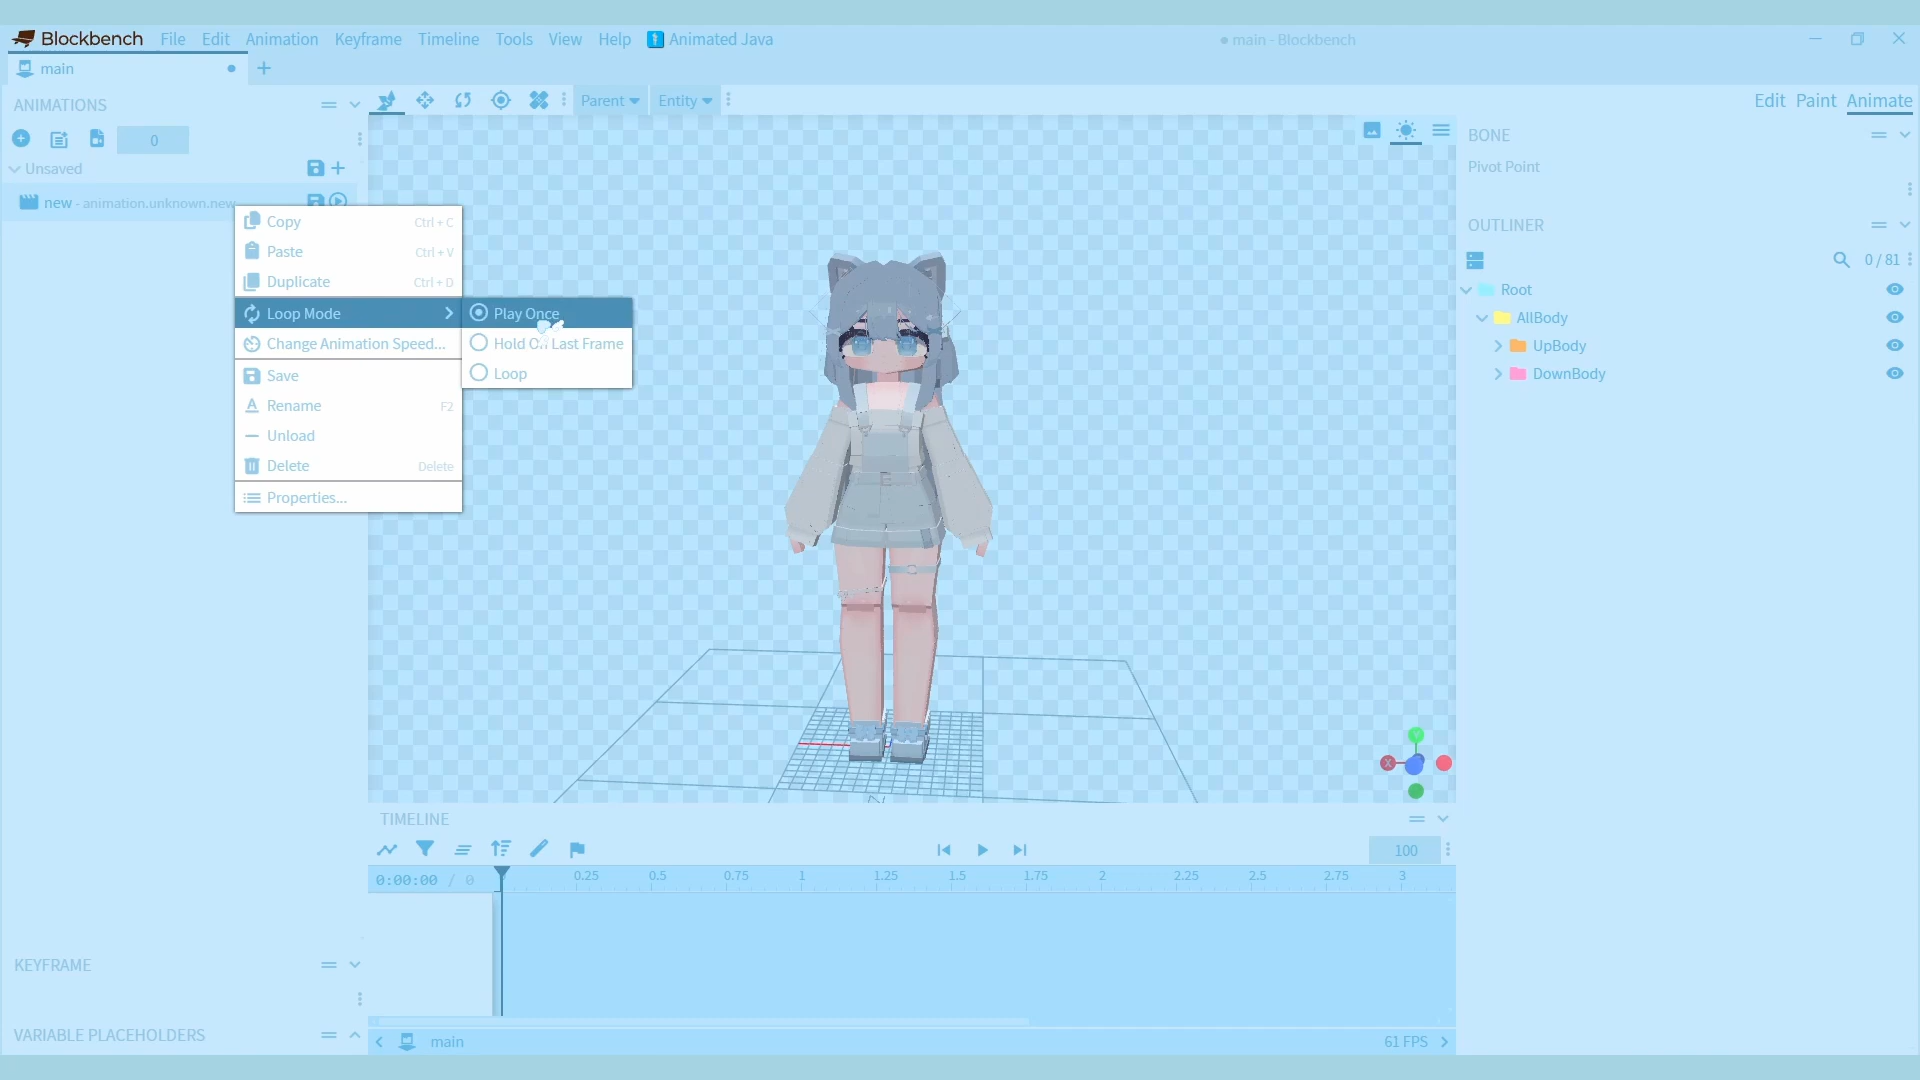 Blockbench File Edit Animation Keyframe Timeline Tools View Help Animated Java
● main - Blockbench
main
ANIMATIONS
0
Unsaved
new - animation.unknown.new
Copy Ctrl + C
Paste Ctrl + V
Duplicate Ctrl + D
Loop Mode
Change Animation Speed...
Save
Rename F2
Unload
Delete Delete
Properties...
Play Once
Hold On Last Frame
Loop
Parent Entity
Edit Paint Animate
BONE
Pivot Point
OUTLINER
0 / 81
Root
AllBody
UpBody
DownBody
Y
X
TIMELINE
100
0:00:00 / 0
0.25 0.5 0.75 1 1.25 1.5 1.75 2 2.25 2.5 2.75 3
KEYFRAME
VARIABLE PLACEHOLDERS
main
61 FPS